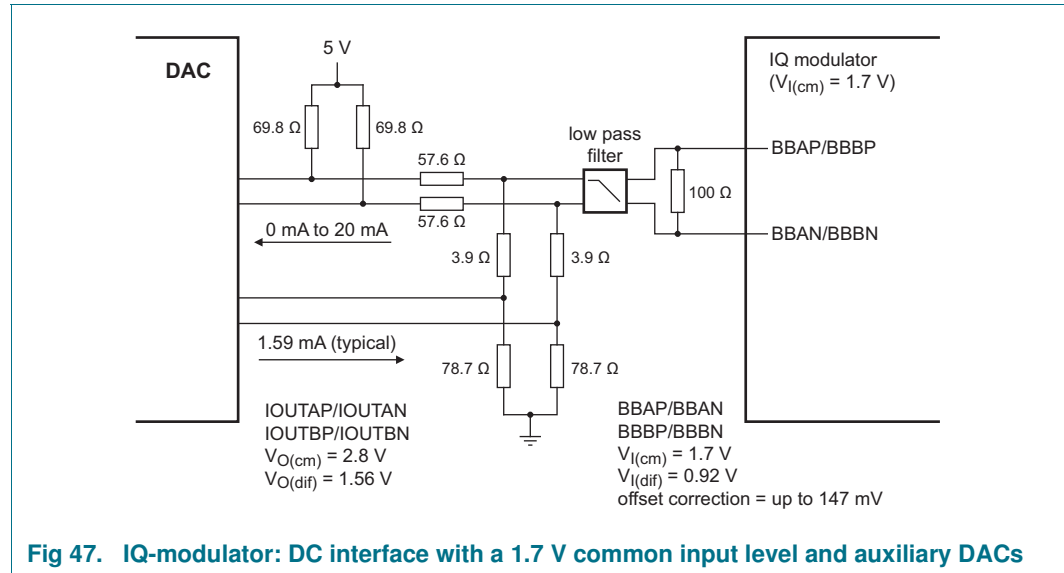 5 V
DAC
IQ modulator
(VI(cm) = 1.7 V)
69.8 Ω
69.8 Ω
low pass
filter
57.6 Ω
BBAP/BBBP
100 Ω
57.6 Ω
BBAN/BBBN
0 mA to 20 mA
3.9 Ω
3.9 Ω
1.59 mA (typical)
78.7 Ω
78.7 Ω
IOUTAP/IOUTAN
IOUTBP/IOUTBN
VO(cm) = 2.8 V
VO(dif) = 1.56 V
BBAP/BBAN
BBBP/BBBN
VI(cm) = 1.7 V
VI(dif) = 0.92 V
offset correction = up to 147 mV
Fig 47. IQ-modulator: DC interface with a 1.7 V common input level and auxiliary DACs